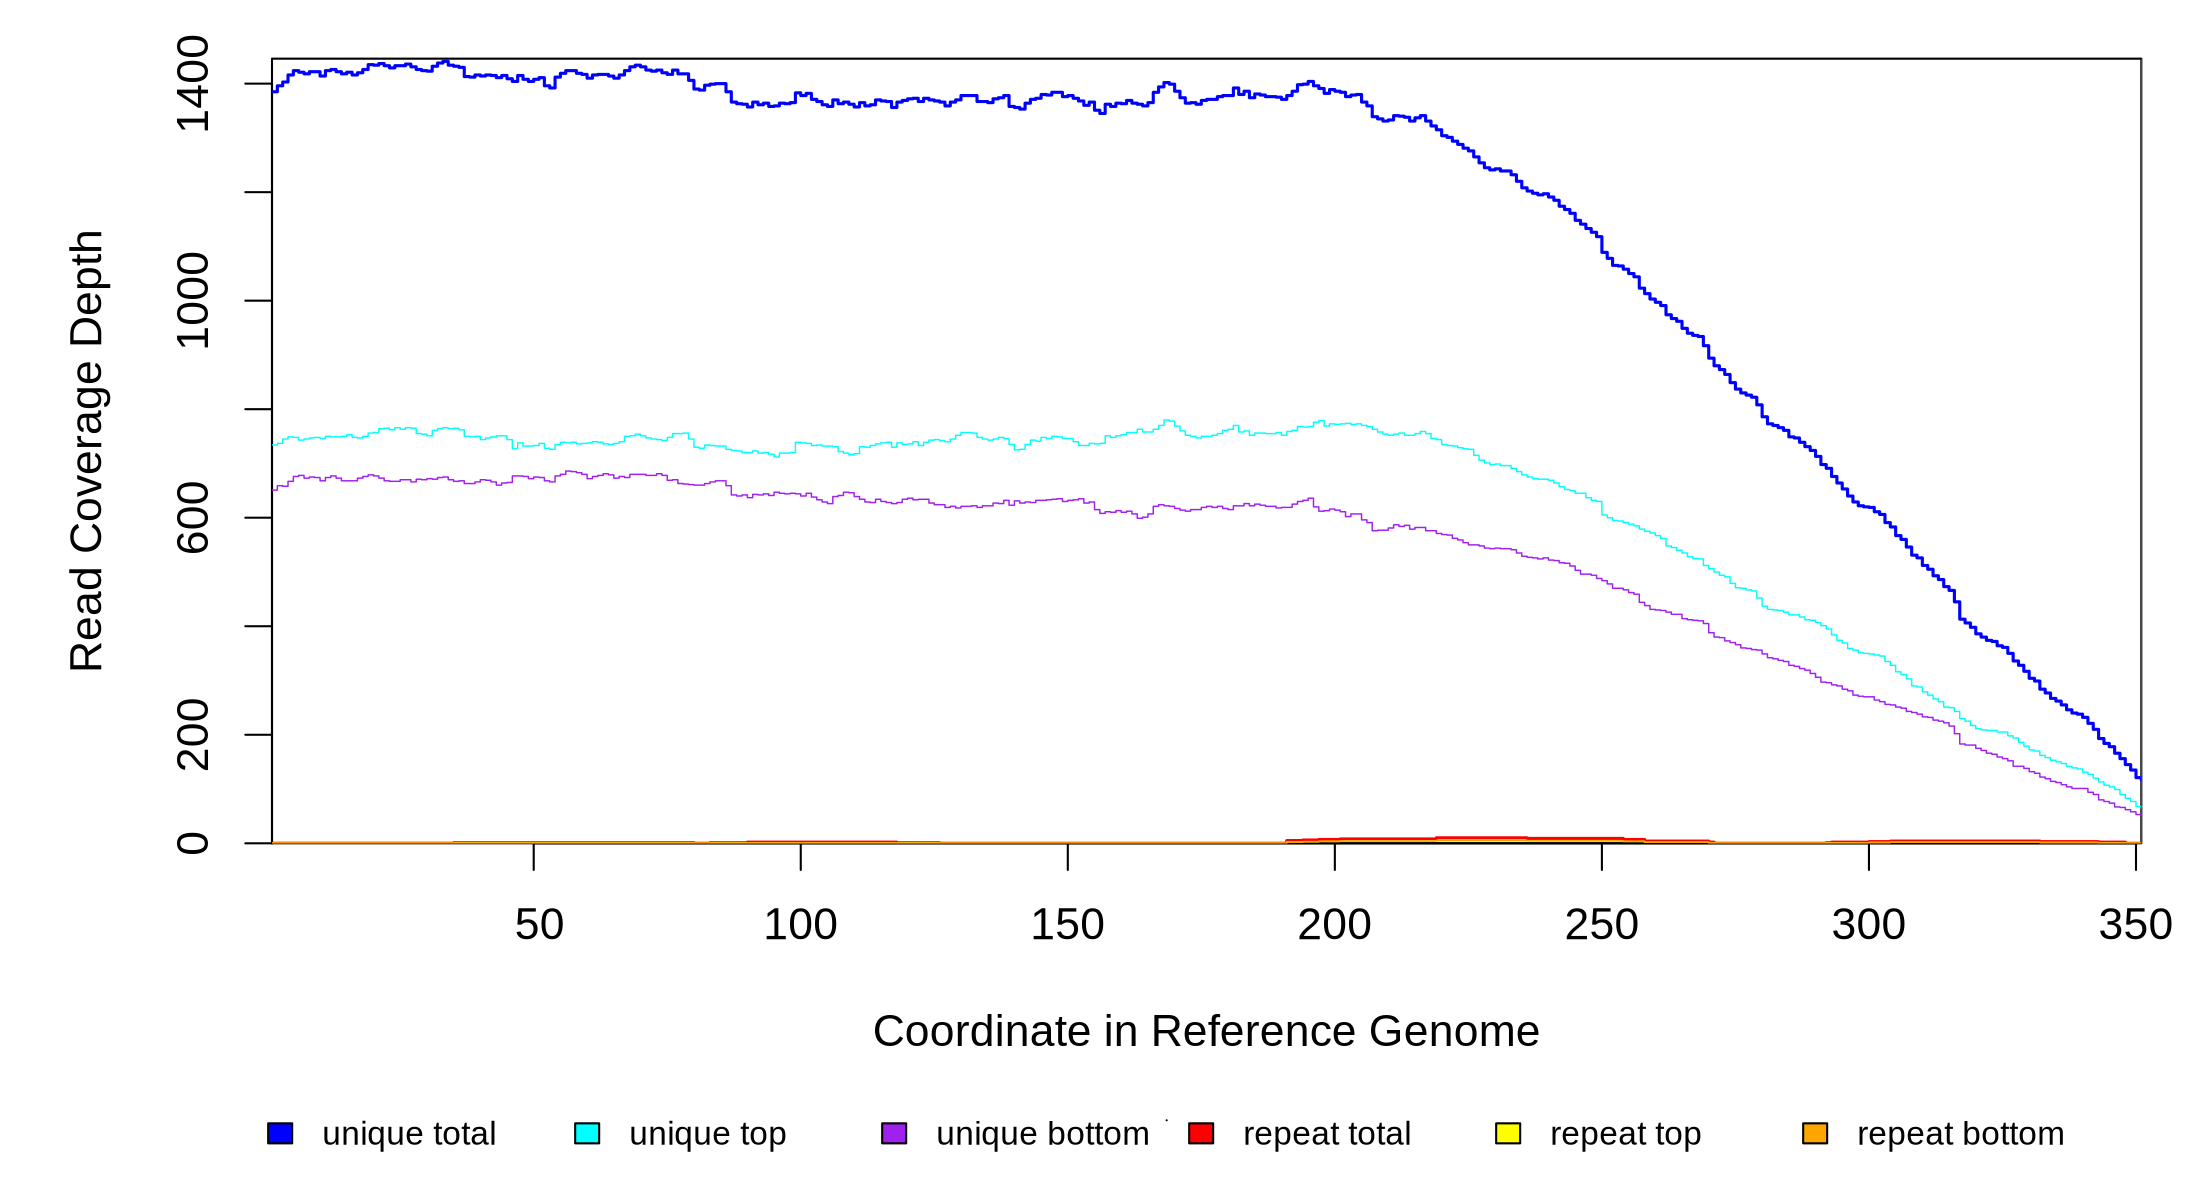 1400
1000
600
200
0
Read Coverage Depth
50 100 150 200 250 300 350
Coordinate in Reference Genome
unique total unique top unique bottom repeat total repeat top repeat bottom